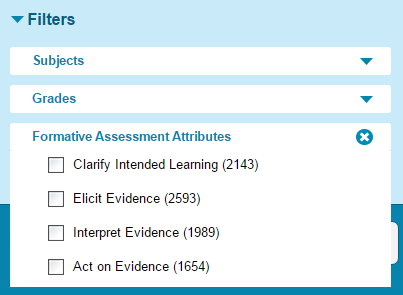 Filters
Subjects
Grades
Formative Assessment Attributes
Clarify Intended Learning (2143)
Elicit Evidence (2593)
Interpret Evidence (1989)
Act on Evidence (1654)